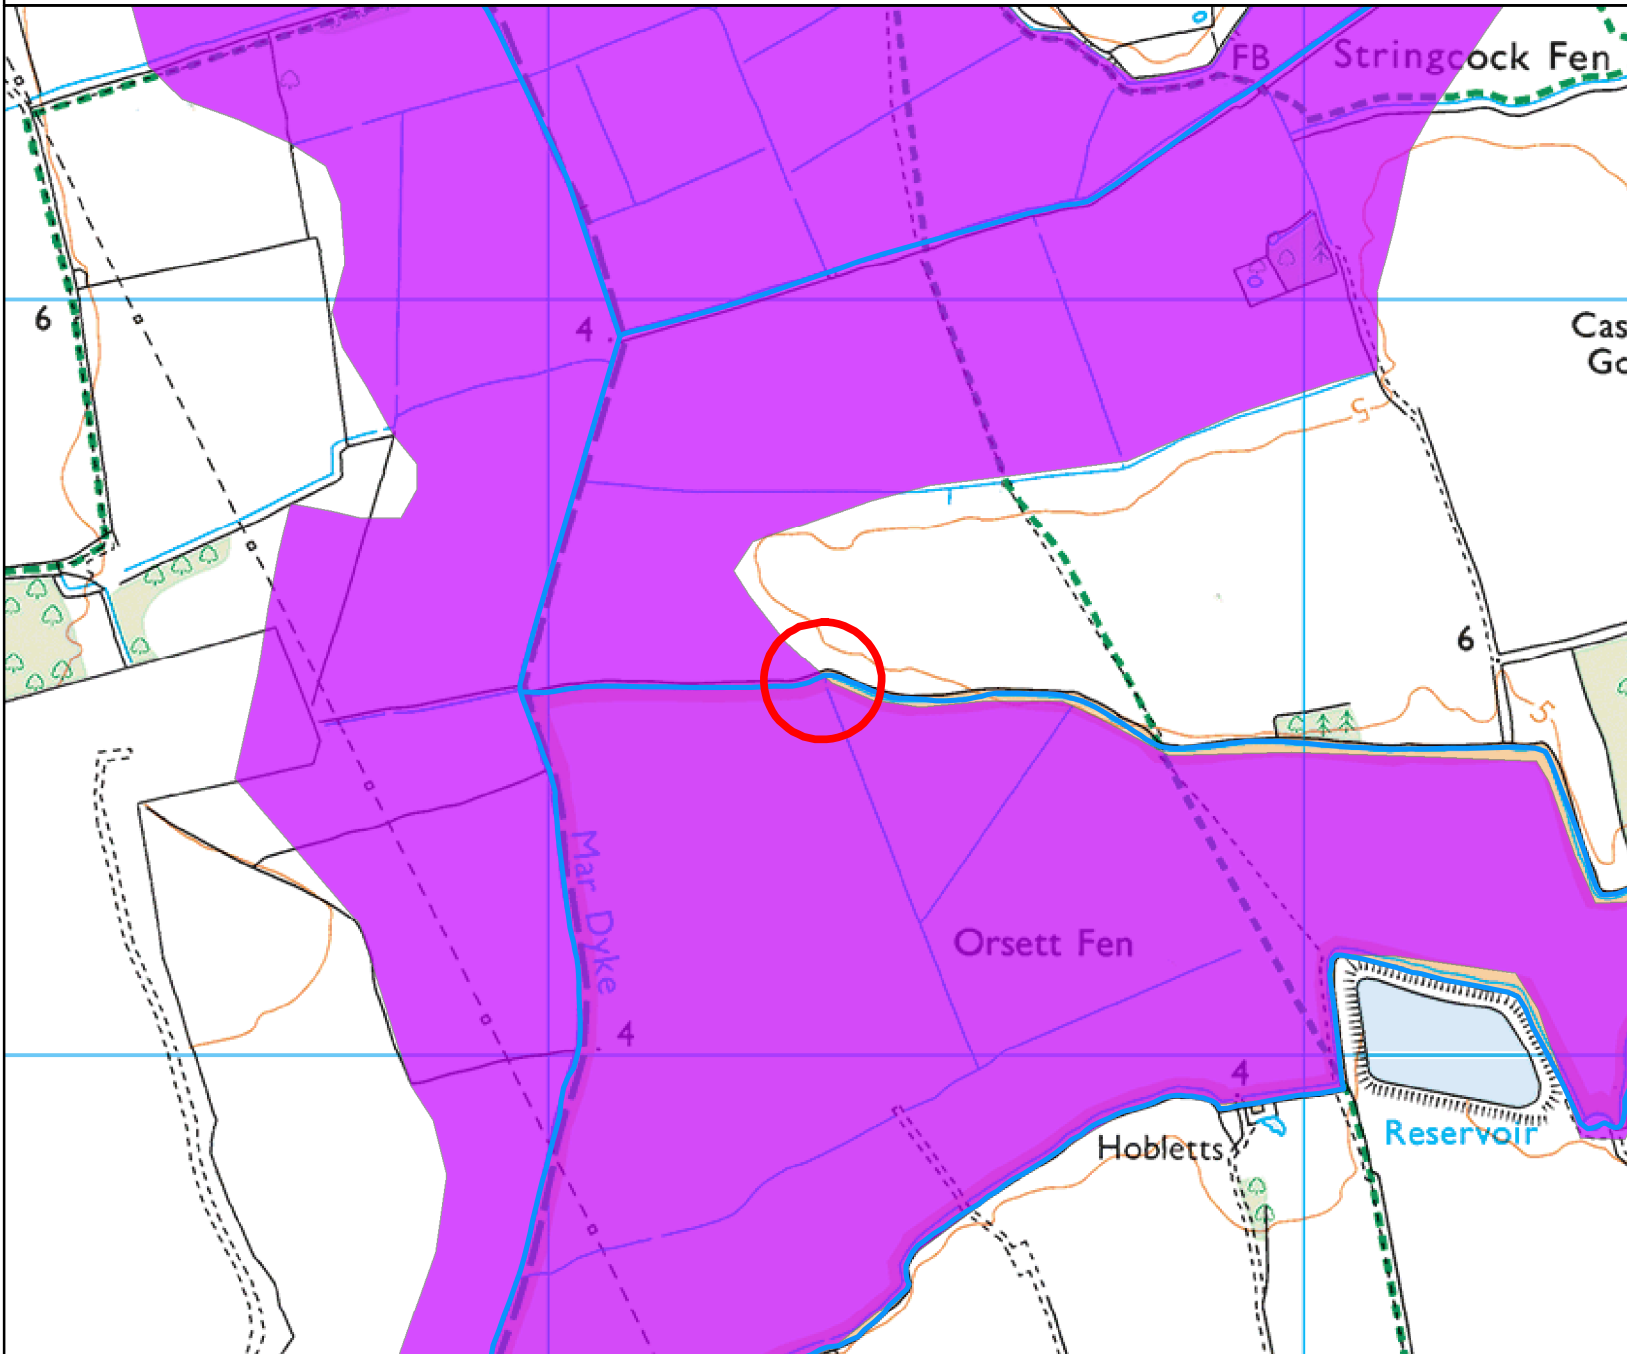 FB
Stringcock Fen
6
4
Cas
Go
5
6
5
Mar Dyke
Orsett Fen
4
4
Hobletts
Reservoir